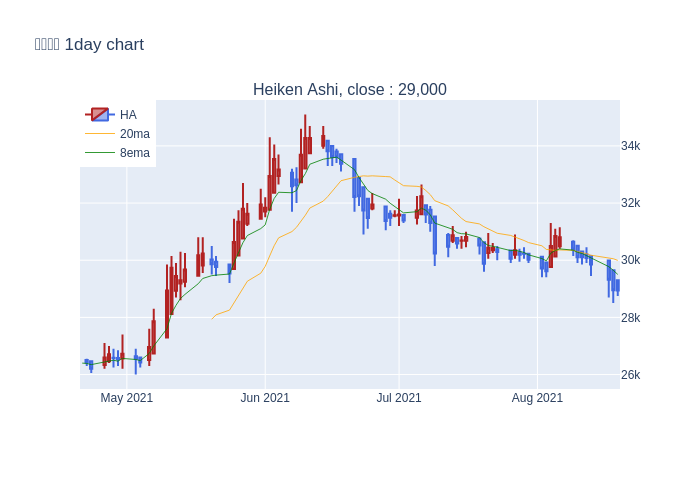 1day chart
Heiken Ashi, close : 29,000
HA
20ma
8ema
34k
32k
30k
28k
26k
May 2021
Jun 2021
Jul 2021
Aug 2021